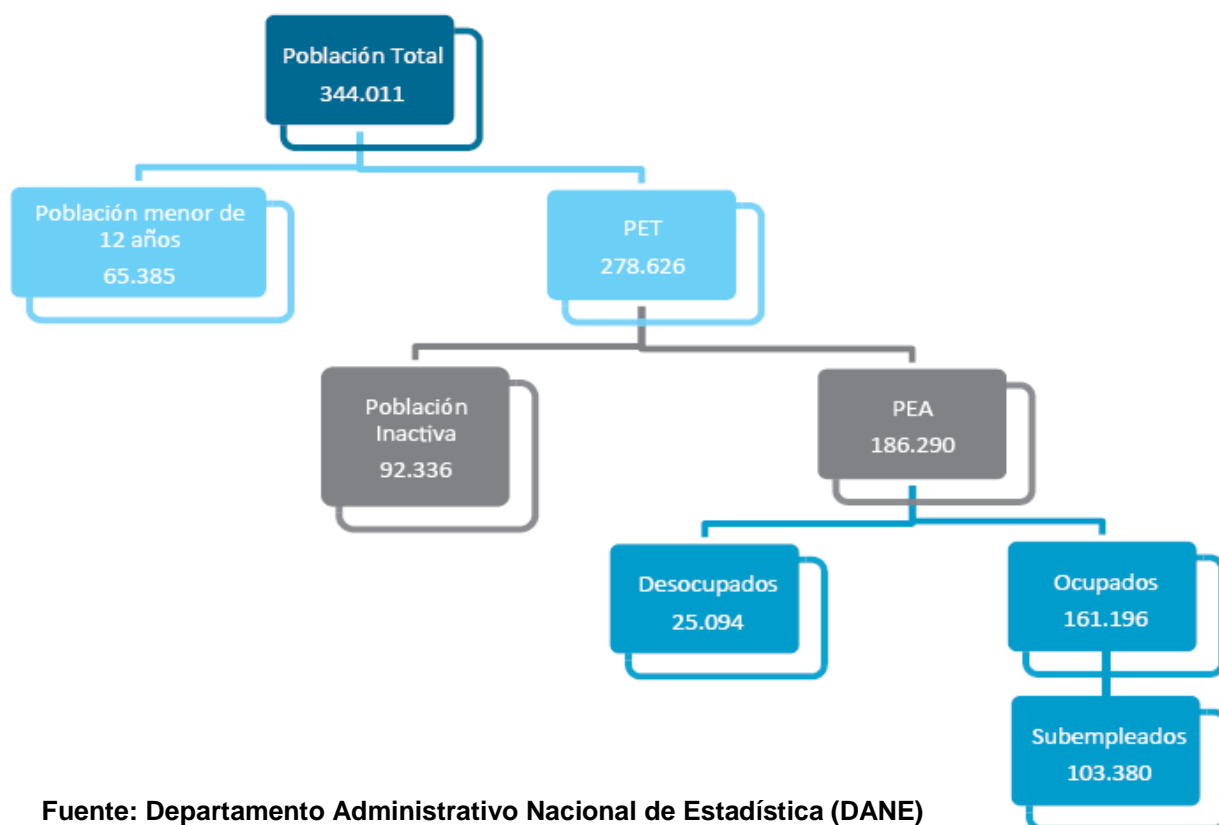 Población Total
344.011
Población menor de
12 años
65.385
PET
278.626
Población
Inactiva
92.336
PEA
186.290
Desocupados
25.094
Ocupados
161.196
Subempleados
103.380
Fuente: Departamento Administrativo Nacional de Estadística (DANE)